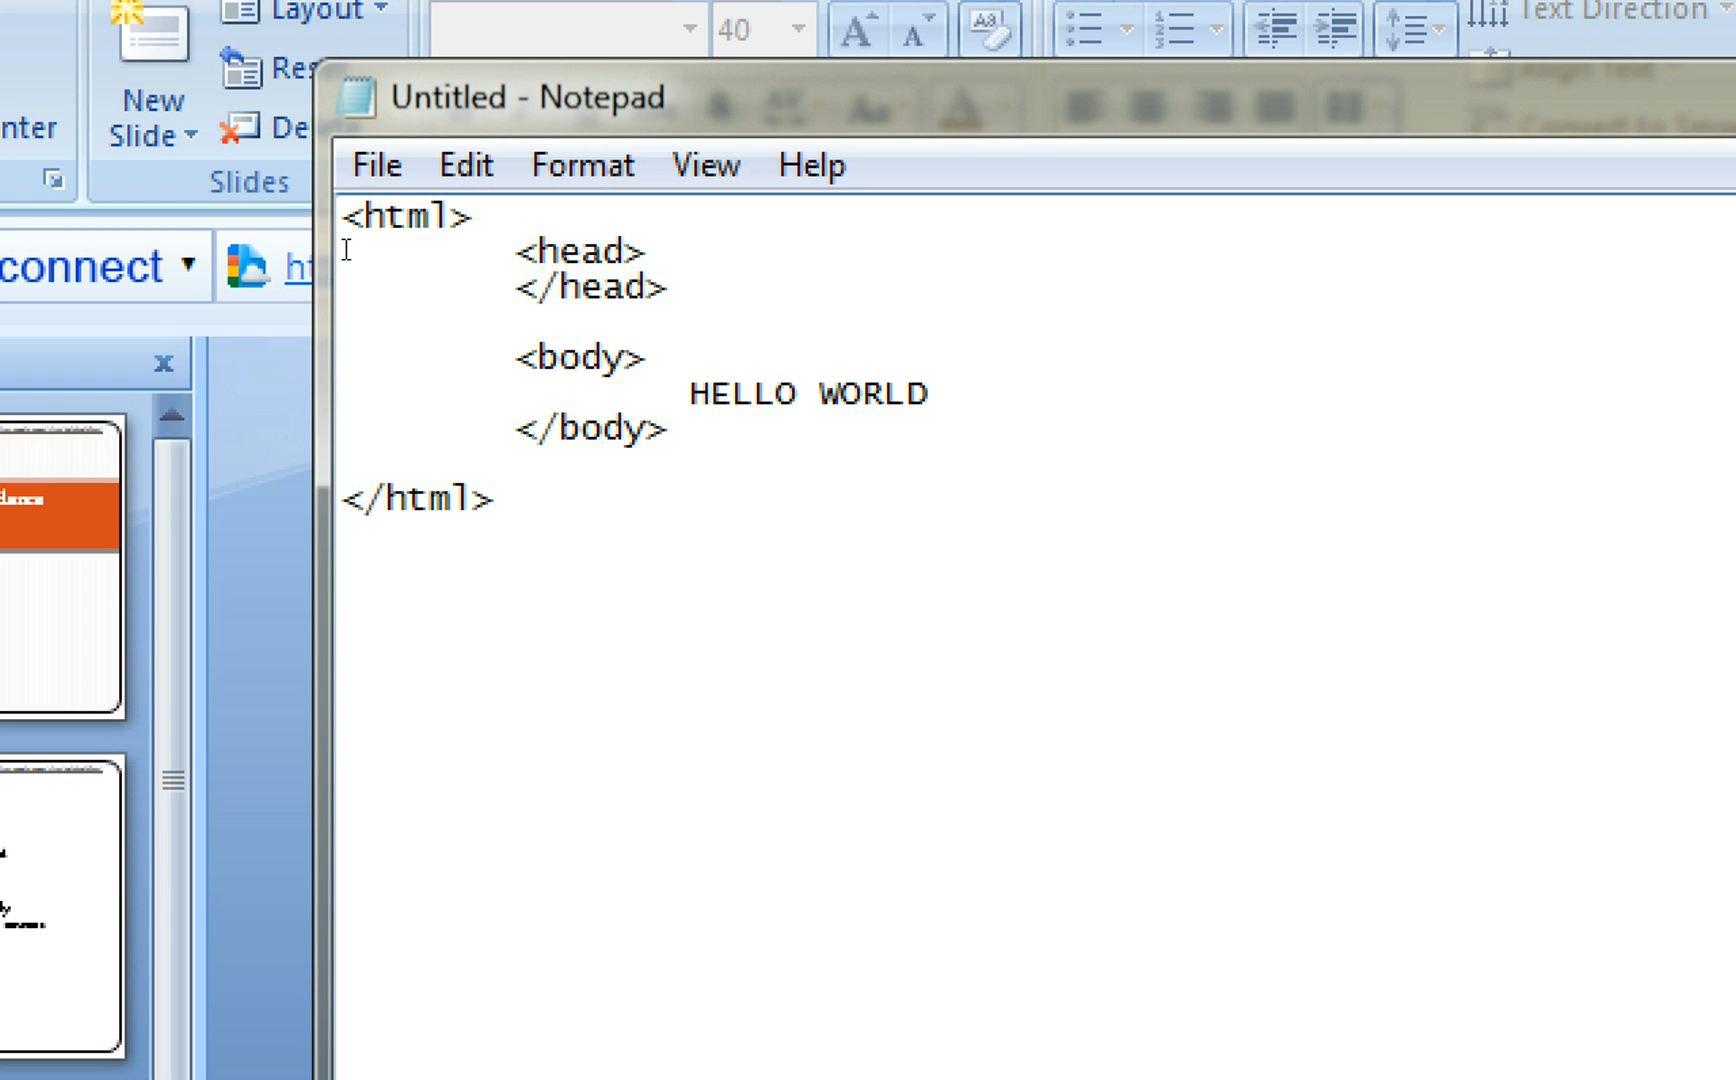 Layout
40
Text Direction
New
Slide
Slides
nter
Untitled - Notepad
File Edit Format View Help
connect
<html>
<head>
</head>
<body>
HELLO WORLD
</body>
</html>